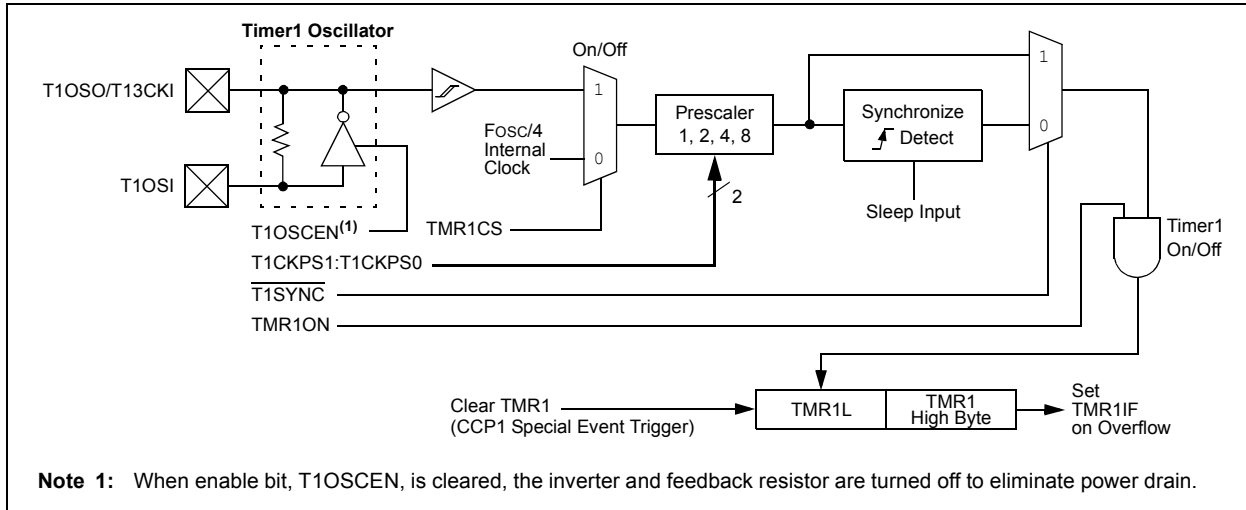 Timer1 Oscillator
On/Off
T1OSO/T13CKI
1
1
Prescaler
1, 2, 4, 8
Synchronize
Detect
FOSC/4
Internal
Clock
0
0
T1OSI
2
Sleep Input
T1OSCEN(1)
TMR1CS
Timer1
On/Off
T1CKPS1:T1CKPS0
T1SYNC
TMR1ON
Clear TMR1
(CCP1 Special Event Trigger)
TMR1L
TMR1
High Byte
Set
TMR1IF
on Overflow
Note 1: When enable bit, T1OSCEN, is cleared, the inverter and feedback resistor are turned off to eliminate power drain.